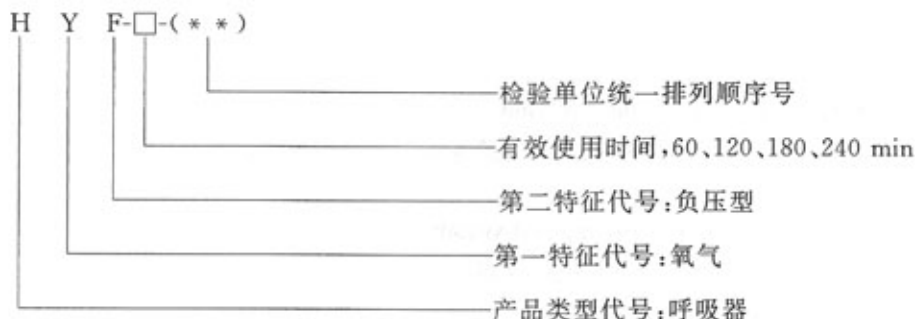 H Y F-□-(**)
检验单位统一排列顺序号
有效使用时间,60、120、180、240 min
第二特征代号:负压型
第一特征代号:氧气
产品类型代号:呼吸器